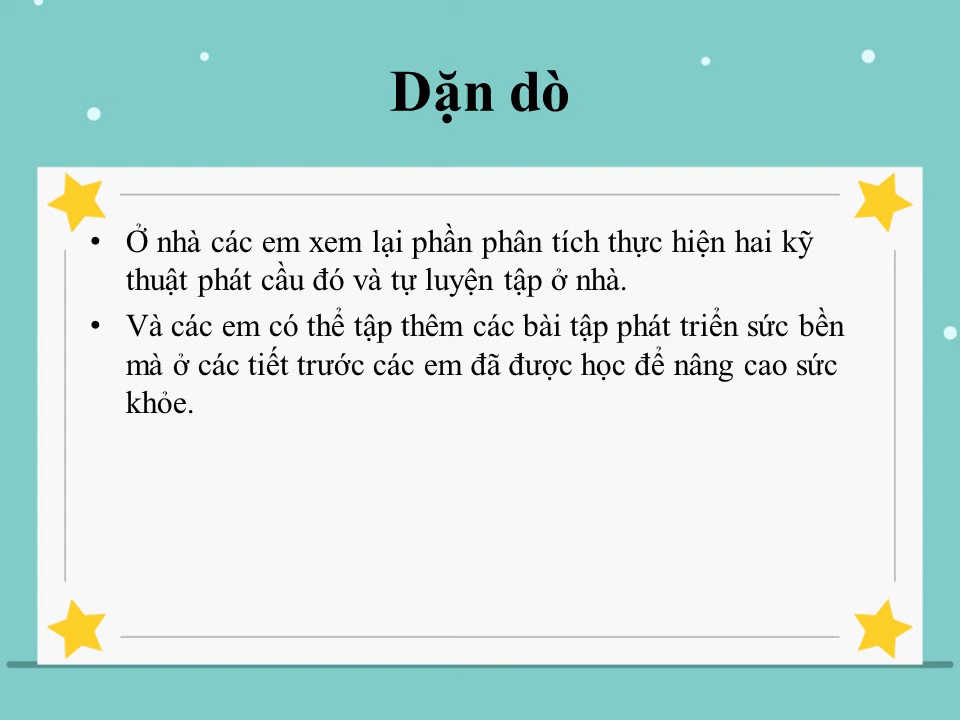 Dặn dò
• Ở nhà các em xem lại phần phân tích thực hiện hai kỹ
thuật phát cầu đó và tự luyện tập ở nhà.
• Và các em có thể tập thêm các bài tập phát triển sức bền
mà ở các tiết trước các em đã được học để nâng cao sức
khỏe.